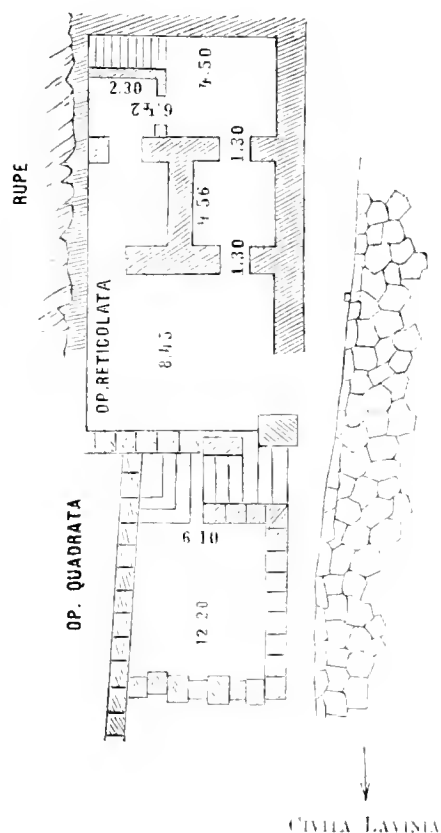 RUPE
2.30
4.50
6.42
1.30
4.56
1.30
OP. RETICOLATA
8.45
OP. QUADRATA
6.10
12.20
CIVITA LAVINIA